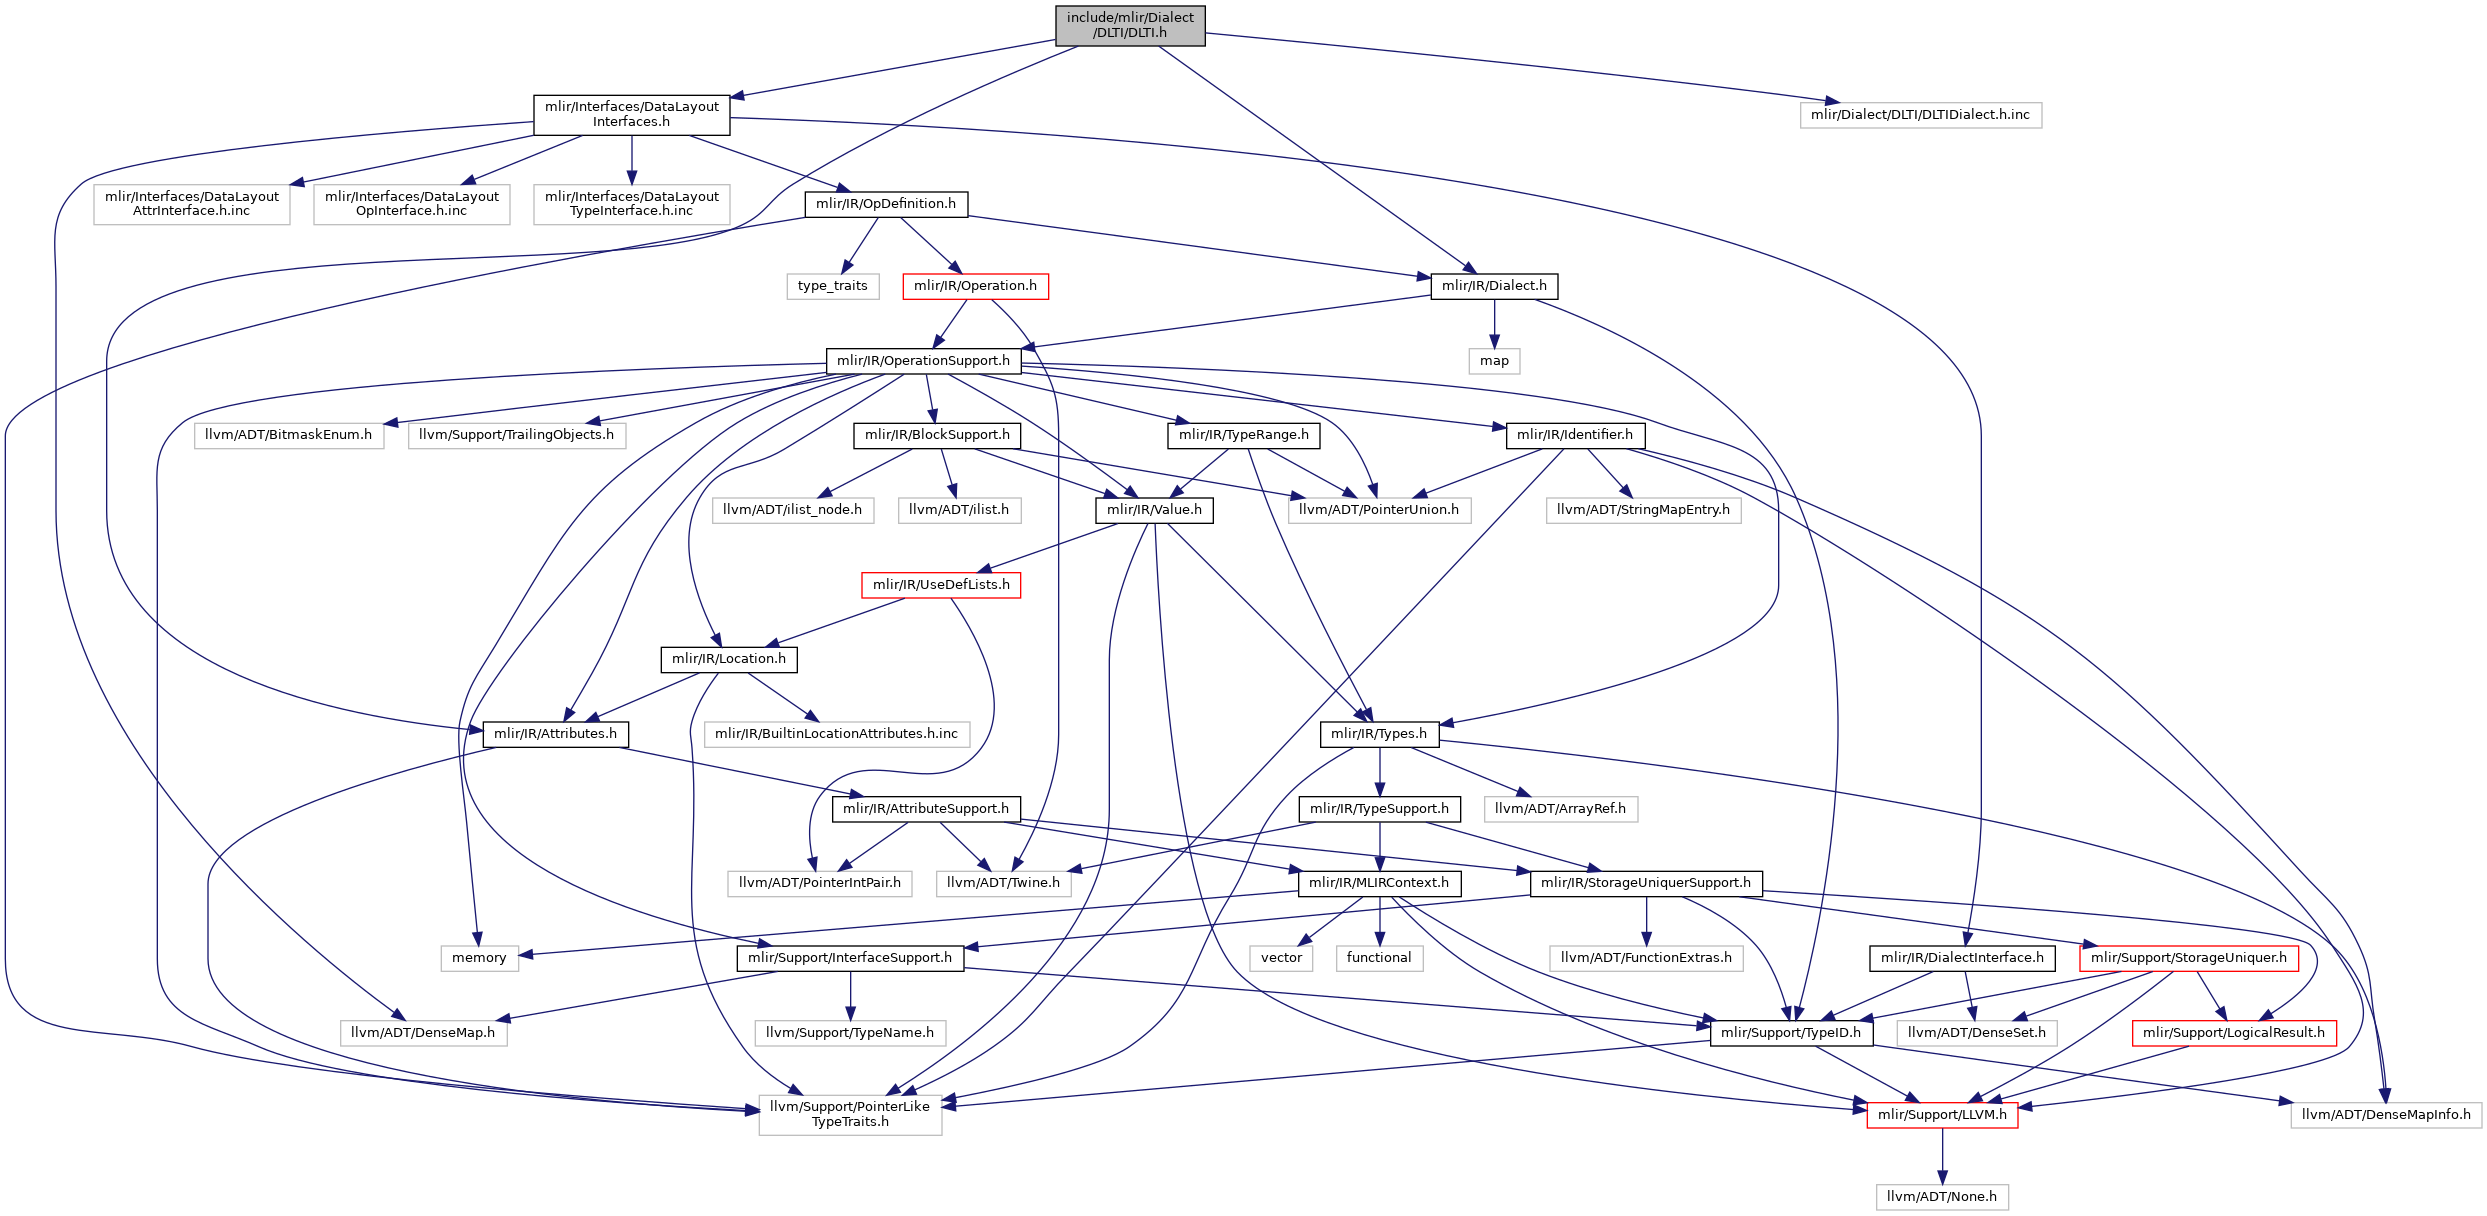 include/mlir/Dialect
/DLTI/DLTI.h
mlir/Interfaces/DataLayout
Interfaces.h
mlir/Dialect/DLTI/DLTIDialect.h.inc
mlir/Interfaces/DataLayout
AttrInterface.h.inc
mlir/Interfaces/DataLayout
OpInterface.h.inc
mlir/Interfaces/DataLayout
TypeInterface.h.inc
mlir/IR/OpDefinition.h
type_traits
mlir/IR/Operation.h
mlir/IR/Dialect.h
mlir/IR/OperationSupport.h
map
llvm/ADT/BitmaskEnum.h
llvm/Support/TrailingObjects.h
mlir/IR/BlockSupport.h
mlir/IR/TypeRange.h
mlir/IR/Identifier.h
llvm/ADT/ilist_node.h
llvm/ADT/ilist.h
mlir/IR/Value.h
llvm/ADT/PointerUnion.h
llvm/ADT/StringMapEntry.h
mlir/IR/UseDefLists.h
mlir/IR/Location.h
mlir/IR/Attributes.h
mlir/IR/BuiltinLocationAttributes.h.inc
mlir/IR/Types.h
mlir/IR/AttributeSupport.h
mlir/IR/TypeSupport.h
llvm/ADT/ArrayRef.h
llvm/ADT/PointerIntPair.h
llvm/ADT/Twine.h
mlir/IR/MLIRContext.h
mlir/IR/StorageUniquerSupport.h
memory
mlir/Support/InterfaceSupport.h
vector
functional
llvm/ADT/FunctionExtras.h
mlir/IR/DialectInterface.h
mlir/Support/StorageUniquer.h
llvm/ADT/DenseMap.h
llvm/Support/TypeName.h
mlir/Support/TypeID.h
llvm/ADT/DenseSet.h
mlir/Support/LogicalResult.h
llvm/Support/PointerLike
TypeTraits.h
mlir/Support/LLVM.h
llvm/ADT/DenseMapInfo.h
llvm/ADT/None.h